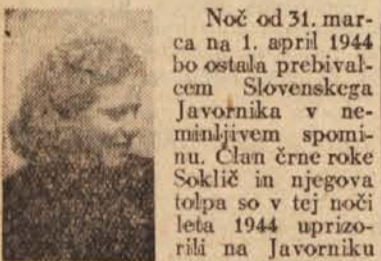 Noč od 31. mar-
ca na 1. april 1944
bo ostala prebival-
cem Slovenskega
Javornika v ne-
minljivem spomi-
nu. Član črne roke
Soklič in njegova
tolpa so v tej noči
leta 1944 uprizo-
rili na Javorniku